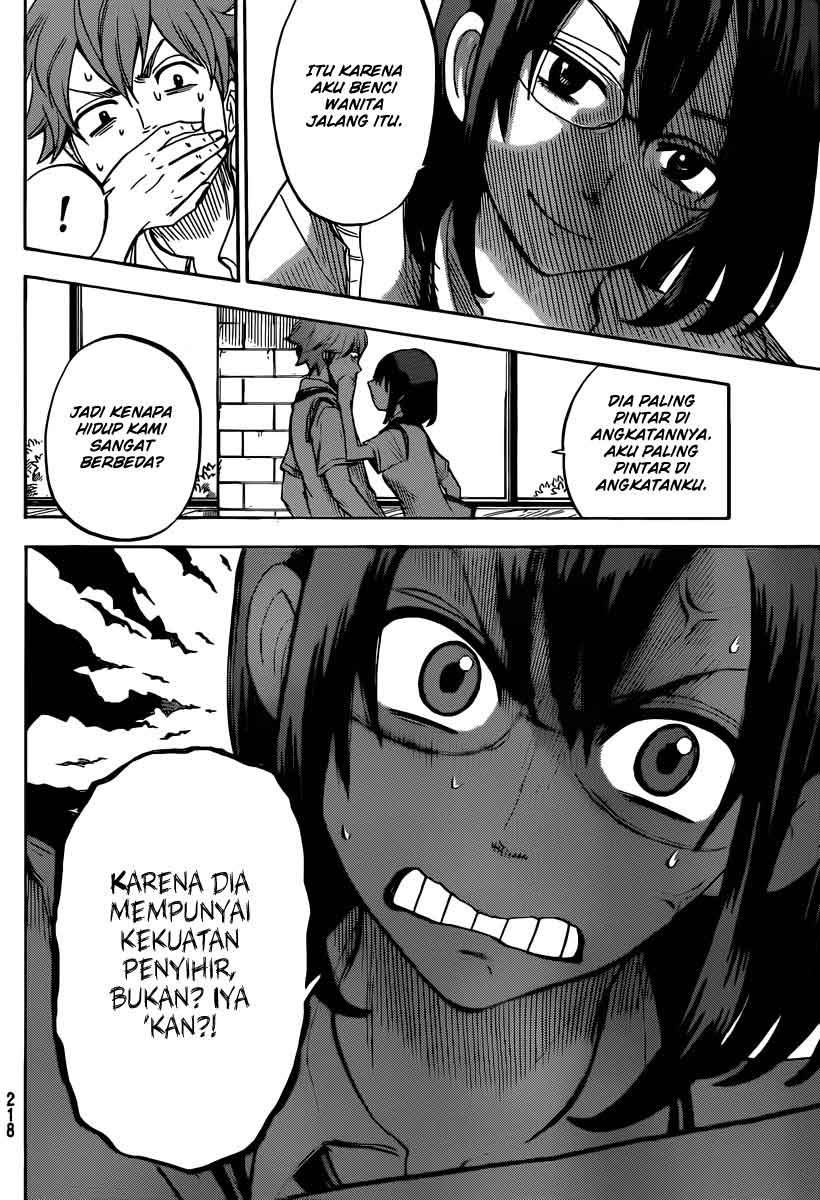 ITU KARENA
AKU BENCI
WANITA
JALANG ITU.
!
DIA PALING
PINTAR DI
ANGKATANNYA.
AKU PALING
PINTAR DI
ANGKATANKU.
JADI KENAPA
HIDUP KAMI
SANGAT
BERBEDA?
KARENA DIA
MEMPUNYAI
KEKUATAN
PENYIHIR,
BUKAN? IYA
'KAN?!
218